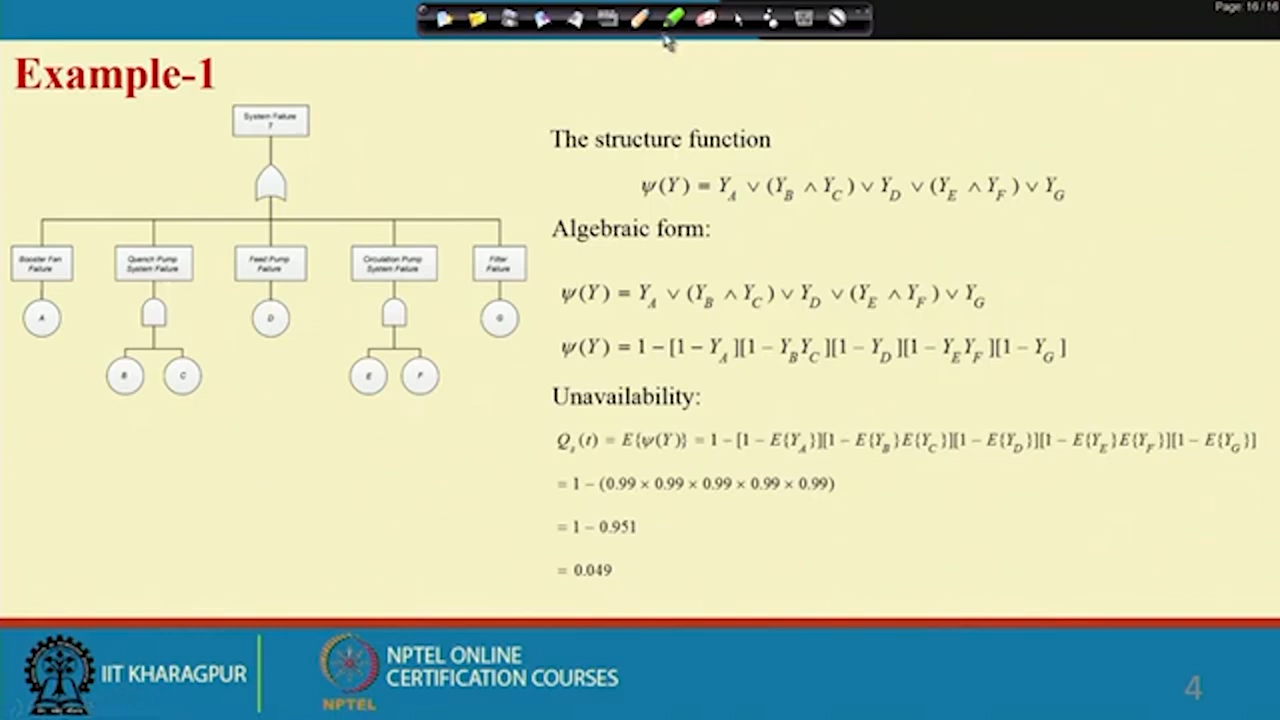 Page: 16 / 16
Example-1
System Failure
T
Booster Fan
Failure
Quench Pump
System Failure
Feed Pump
Failure
Circulation Pump
System Failure
Filter
Failure
A
D
G
B
C
E
F
The structure function
ψ(Y) = Y_A ∨ (Y_B ∧ Y_C) ∨ Y_D ∨ (Y_E ∧ Y_F) ∨ Y_G
Algebraic form:
ψ(Y) = Y_A ∨ (Y_B ∧ Y_C) ∨ Y_D ∨ (Y_E ∧ Y_F) ∨ Y_G
ψ(Y) = 1 − [1 − Y_A][1 − Y_B Y_C][1 − Y_D][1 − Y_E Y_F][1 − Y_G]
Unavailability:
Q_s(t) = E{ψ(Y)} = 1 − [1 − E{Y_A}][1 − E{Y_B}E{Y_C}][1 − E{Y_D}][1 − E{Y_E}E{Y_F}][1 − E{Y_G}]
= 1 − (0.99 × 0.99 × 0.99 × 0.99 × 0.99)
= 1 − 0.951
= 0.049
IIT KHARAGPUR
NPTEL
NPTEL ONLINE
CERTIFICATION COURSES
4